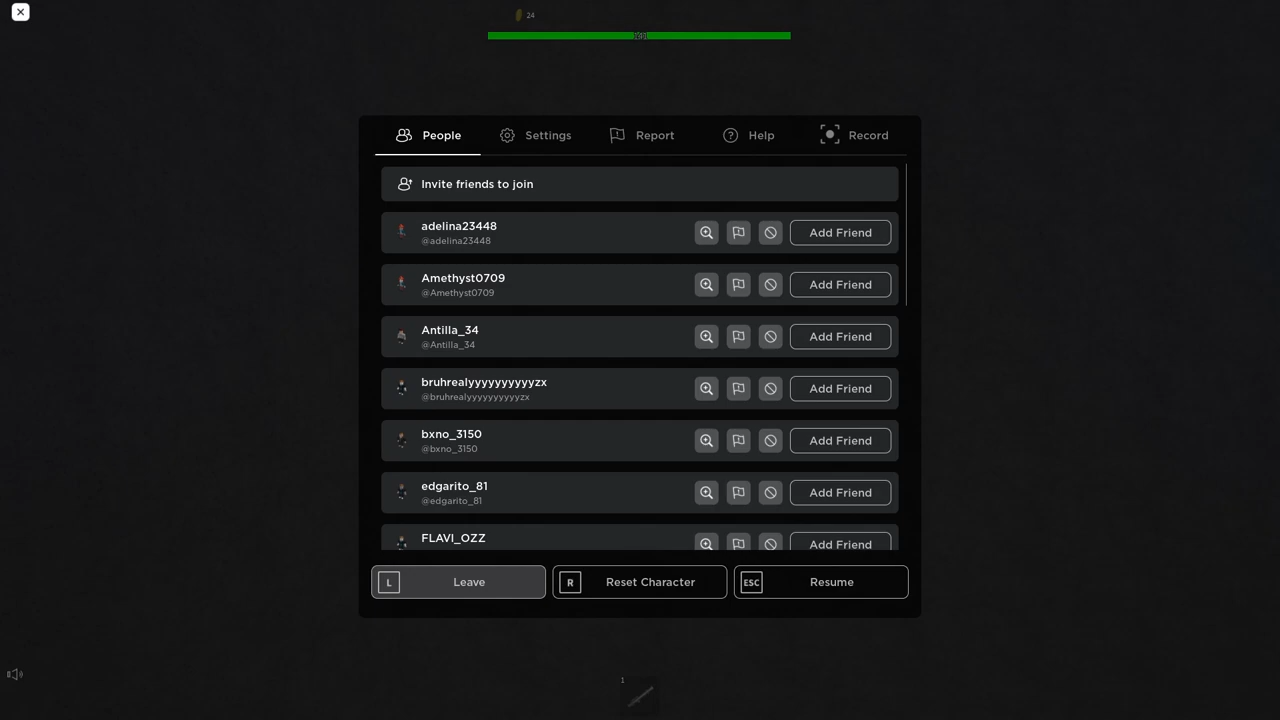 24
People
Settings
Report
Help
Record
Invite friends to join
adelina23448
@adelina23448
Add Friend
Amethyst0709
@Amethyst0709
Add Friend
Antilla_34
@Antilla_34
Add Friend
bruhrealyyyyyyyyyyzx
@bruhrealyyyyyyyyyyzx
Add Friend
bxno_3150
@bxno_3150
Add Friend
edgarito_81
@edgarito_81
Add Friend
FLAVI_OZZ
Add Friend
L Leave
R Reset Character
ESC Resume
1